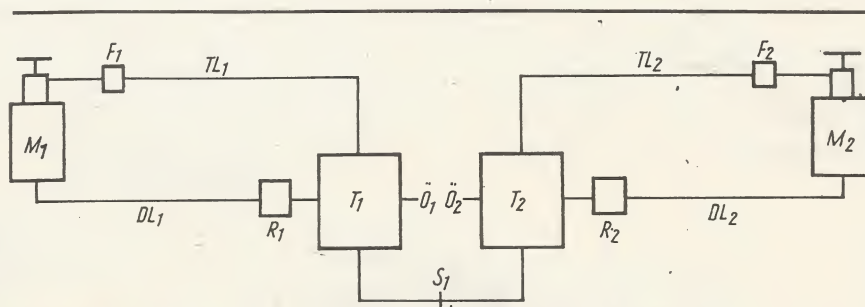 F₁ TL₁ TL₂ F₂
M₁ T₁ Ö₁ Ö₂ T₂ M₂
DL₁ R₁ R₂ DL₂
S₁